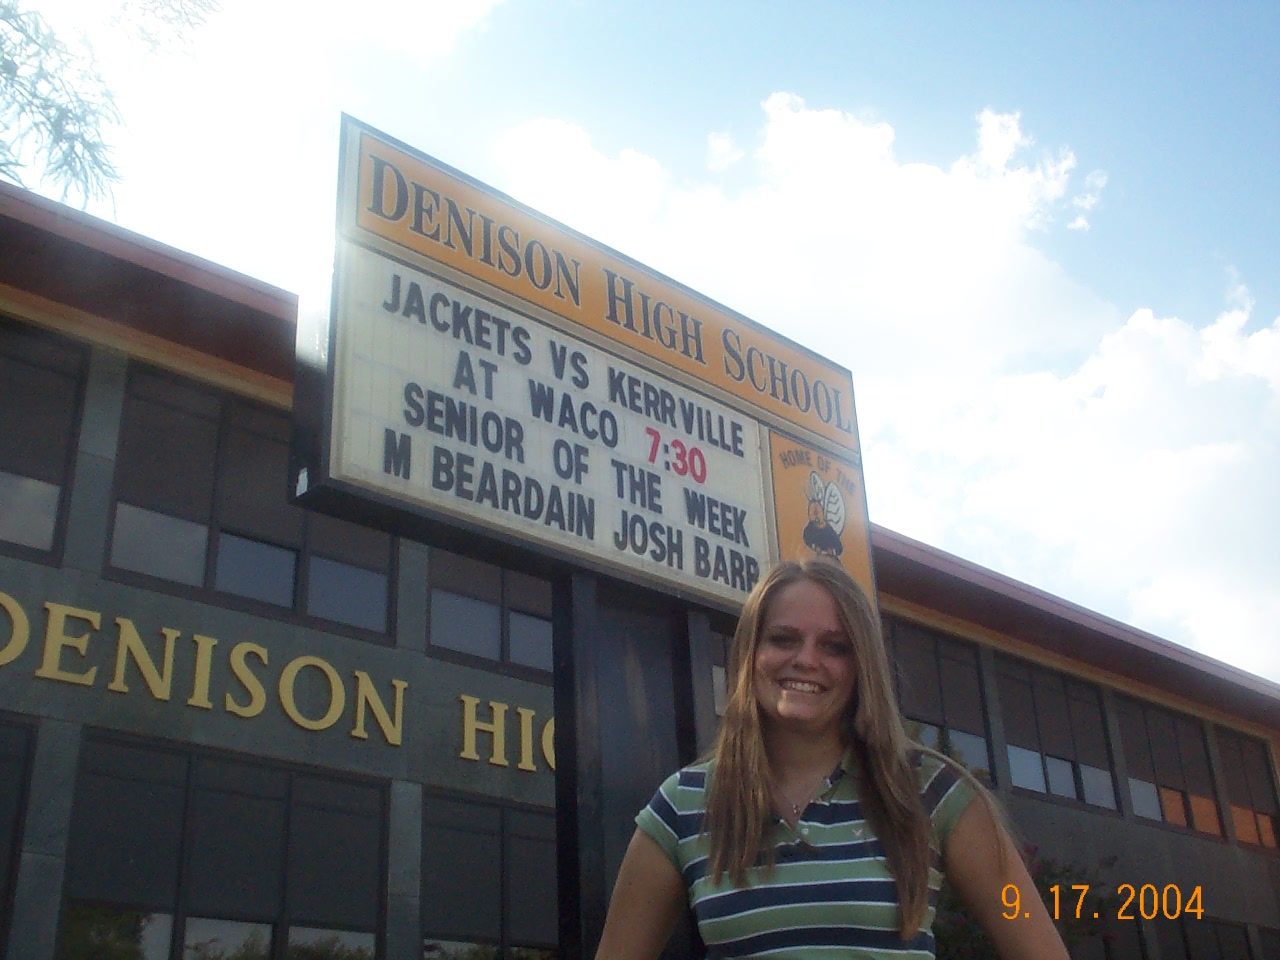 DENISON HIGH SCHOOL
JACKETS VS KERRVILLE
AT WACO 7:30
SENIOR OF THE WEEK
M BEARDAIN JOSH BARR
HOME OF THE
DENISON HIG
9. 17. 2004